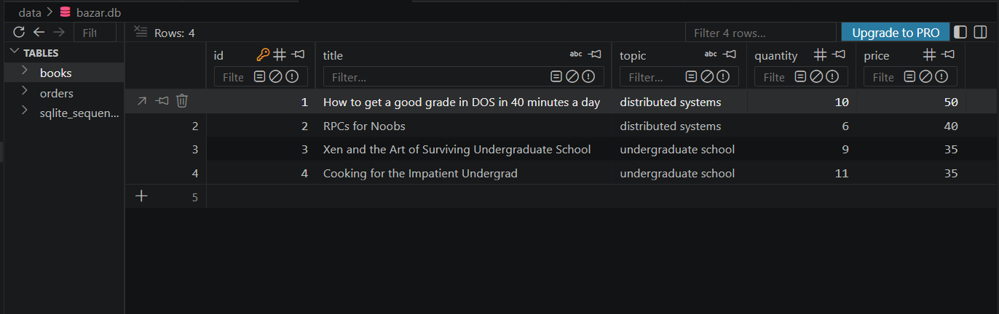 data > bazar.db
Filt Rows: 4 Filter 4 rows... Upgrade to PRO
TABLES
books
orders
sqlite_sequen...
id title abc topic abc quantity price
Filte Filter... Filter... Filte Filte
1 How to get a good grade in DOS in 40 minutes a day distributed systems 10 50
2 2 RPCs for Noobs distributed systems 6 40
3 3 Xen and the Art of Surviving Undergraduate School undergraduate school 9 35
4 4 Cooking for the Impatient Undergrad undergraduate school 11 35
5